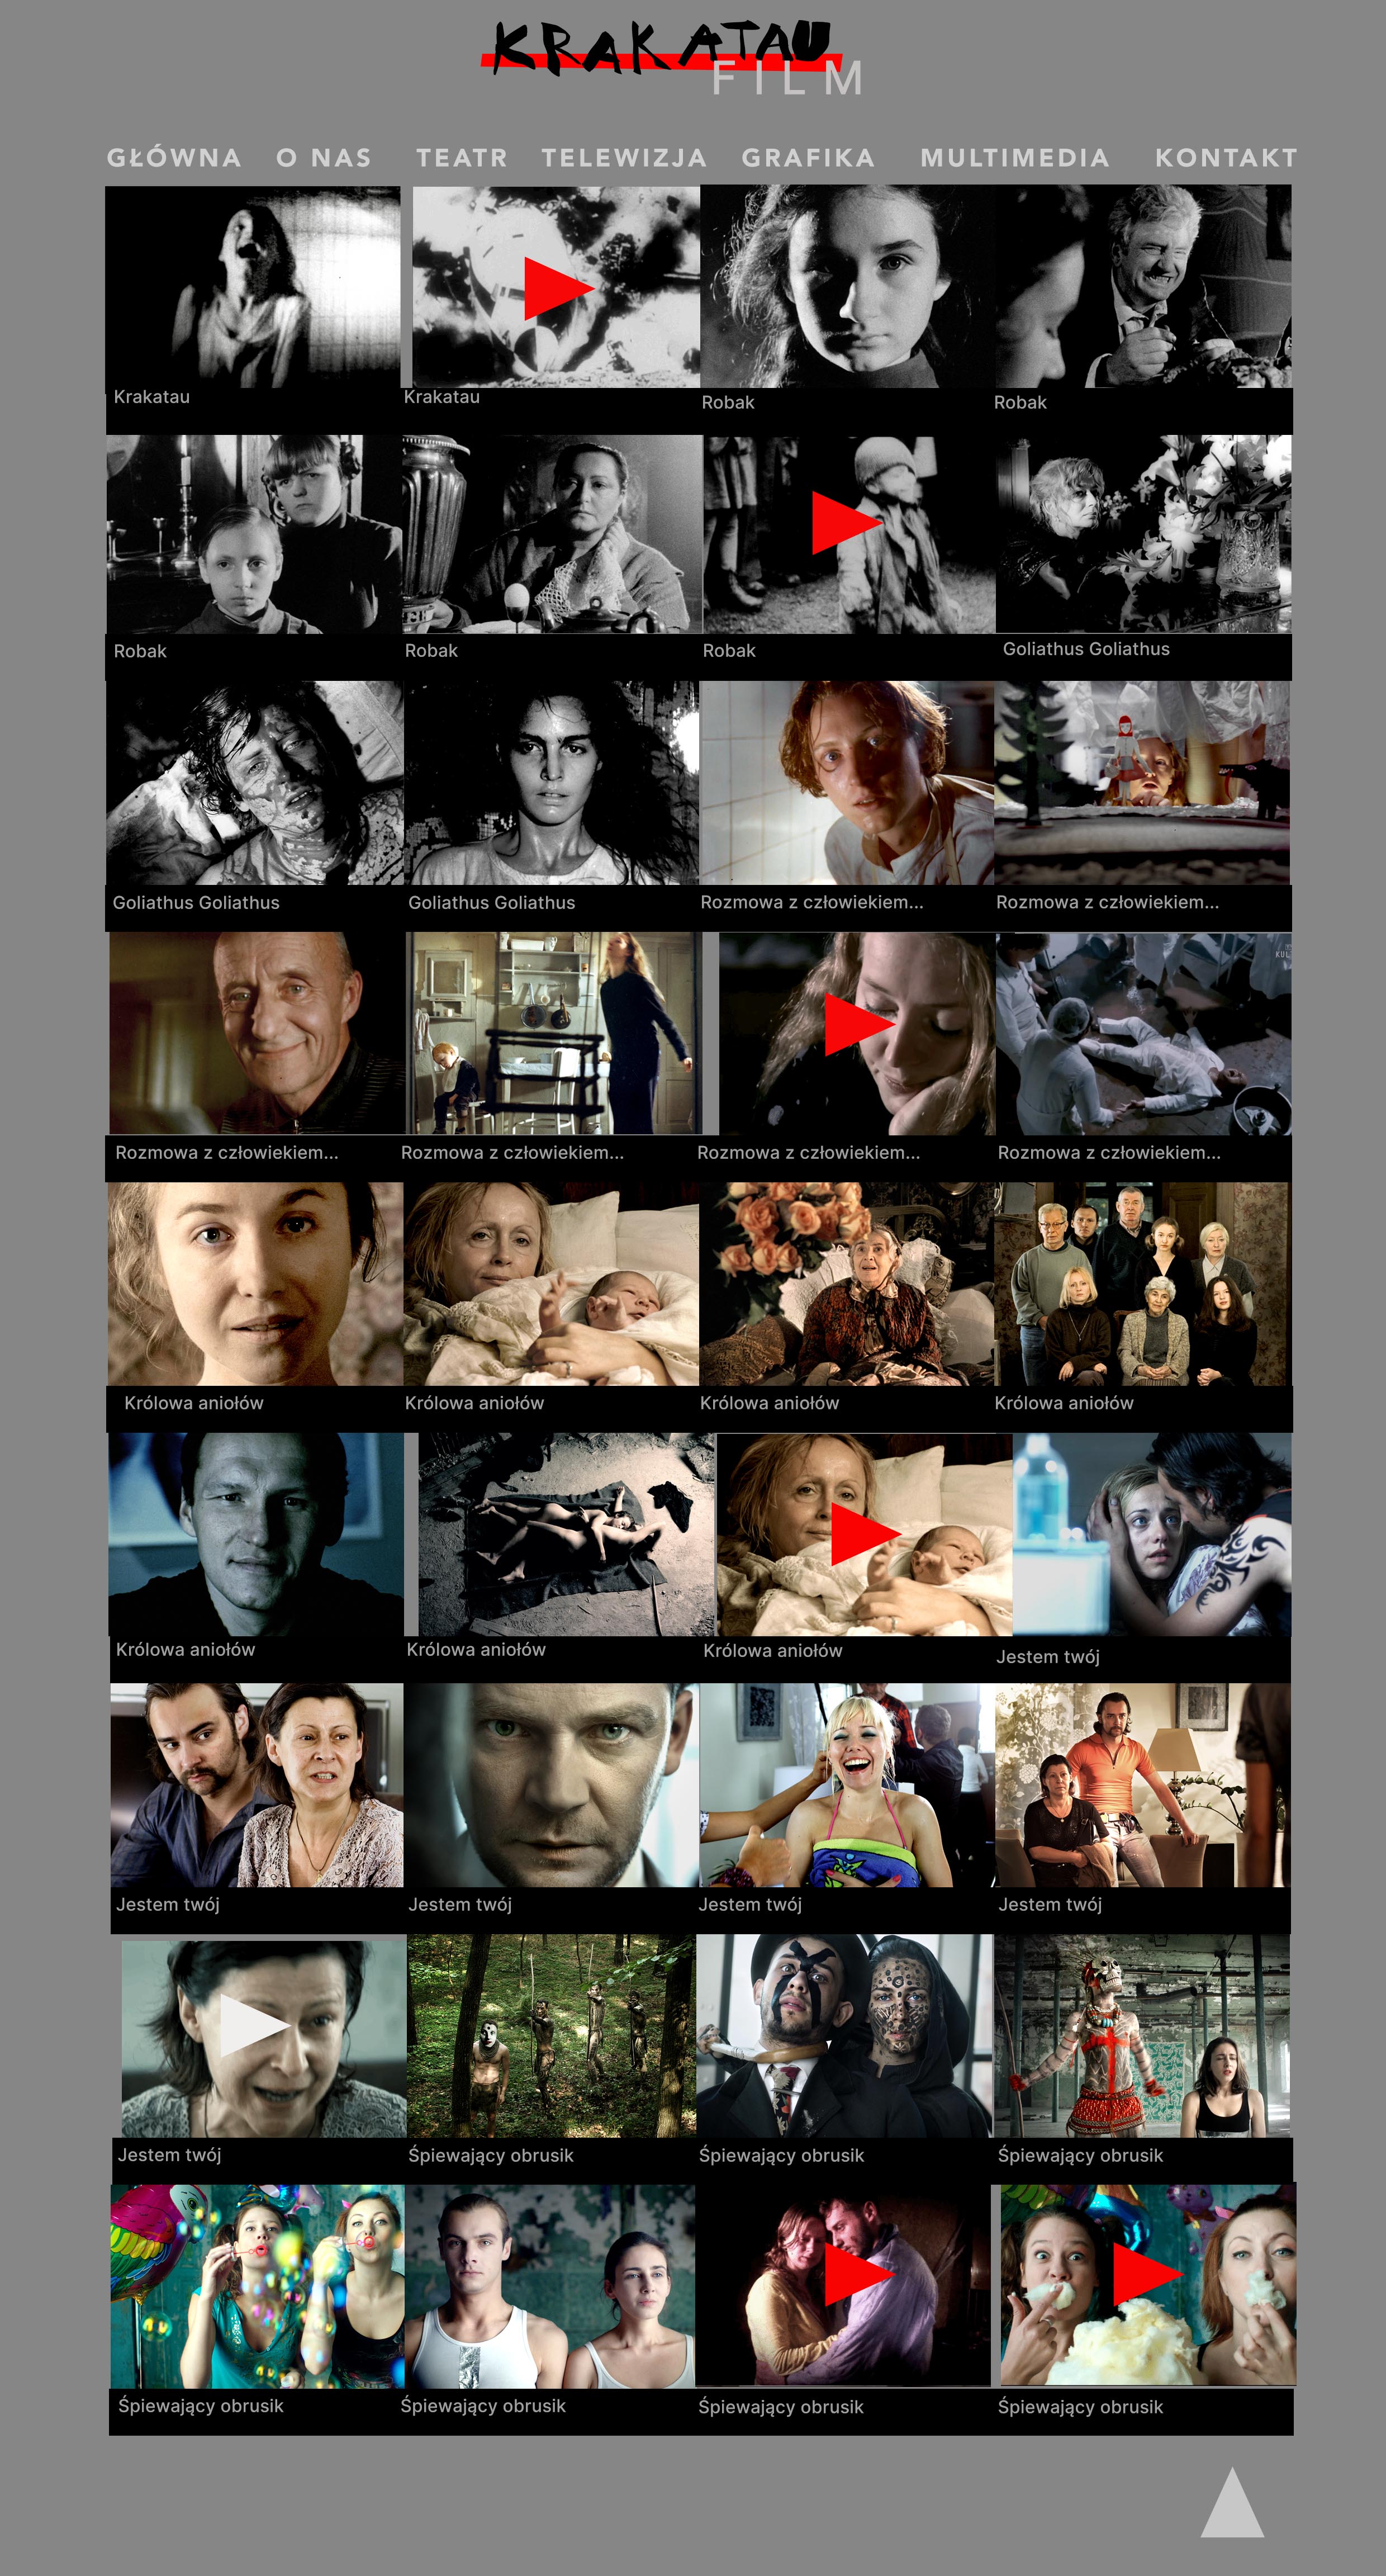 KRAKATAU
FILM
GŁÓWNA O NAS TEATR TELEWIZJA GRAFIKA MULTIMEDIA KONTAKT
Krakatau Krakatau Robak Robak
Robak Robak Robak Goliathus Goliathus
Goliathus Goliathus Goliathus Goliathus Rozmowa z człowiekiem... Rozmowa z człowiekiem...
Rozmowa z człowiekiem... Rozmowa z człowiekiem... Rozmowa z człowiekiem... Rozmowa z człowiekiem...
Królowa aniołów Królowa aniołów Królowa aniołów Królowa aniołów
Królowa aniołów Królowa aniołów Królowa aniołów Jestem twój
Jestem twój Jestem twój Jestem twój Jestem twój
Jestem twój Śpiewający obrusik Śpiewający obrusik Śpiewający obrusik
Śpiewający obrusik Śpiewający obrusik Śpiewający obrusik Śpiewający obrusik